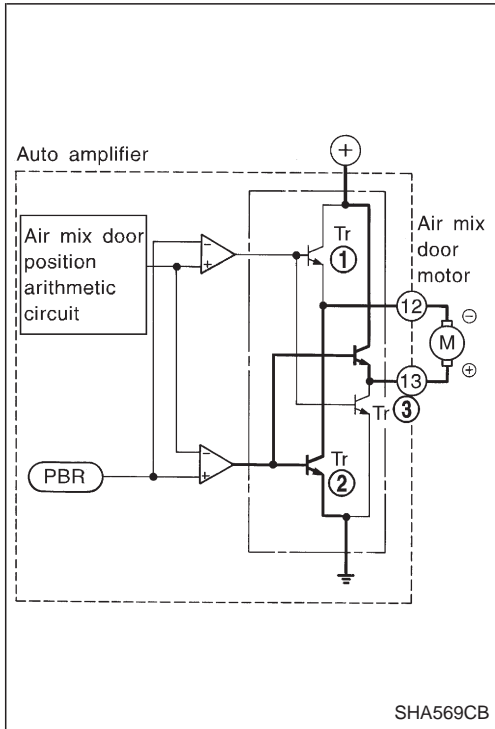 Auto amplifier
+
Air mix door
position
arithmetic
circuit
−
+
Tr
1
Air mix
door
motor
12
−
M
+
13
Tr 3
−
+
Tr
2
PBR
SHA569CB